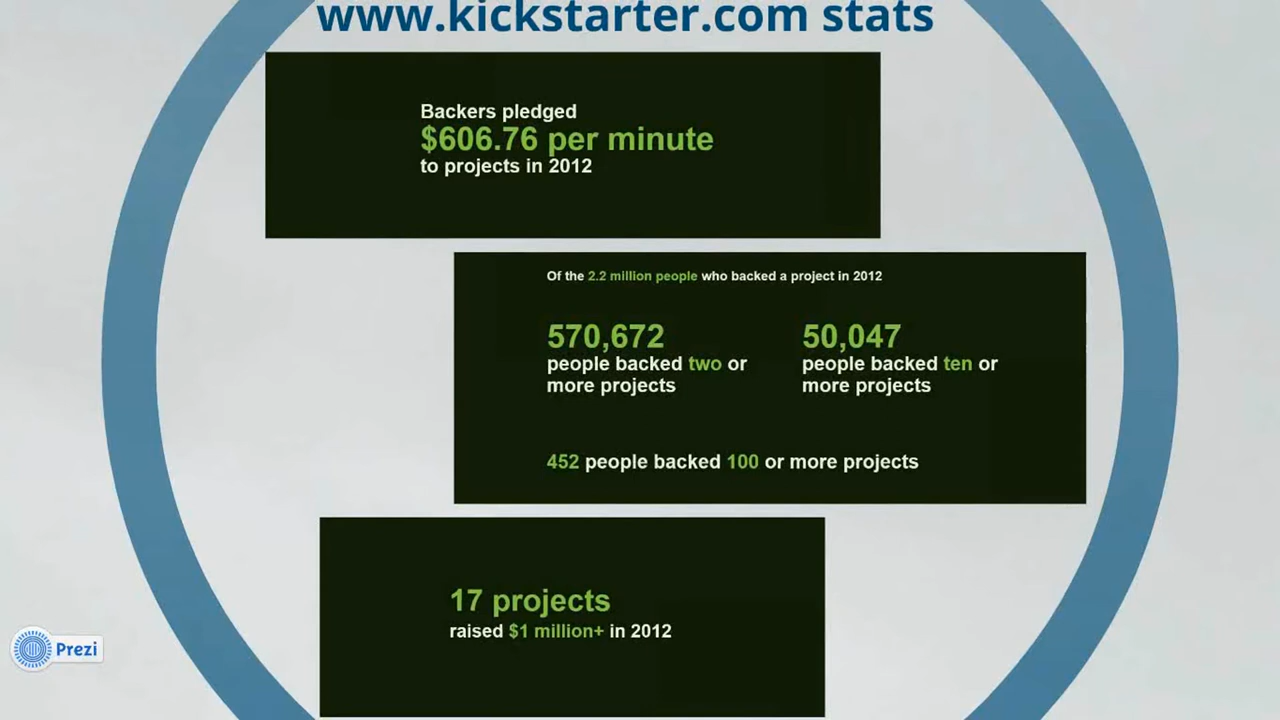 www.kickstarter.com stats
Backers pledged
$606.76 per minute
to projects in 2012
Of the 2.2 million people who backed a project in 2012
570,672
people backed two or
more projects
50,047
people backed ten or
more projects
452 people backed 100 or more projects
17 projects
raised $1 million+ in 2012
Prezi